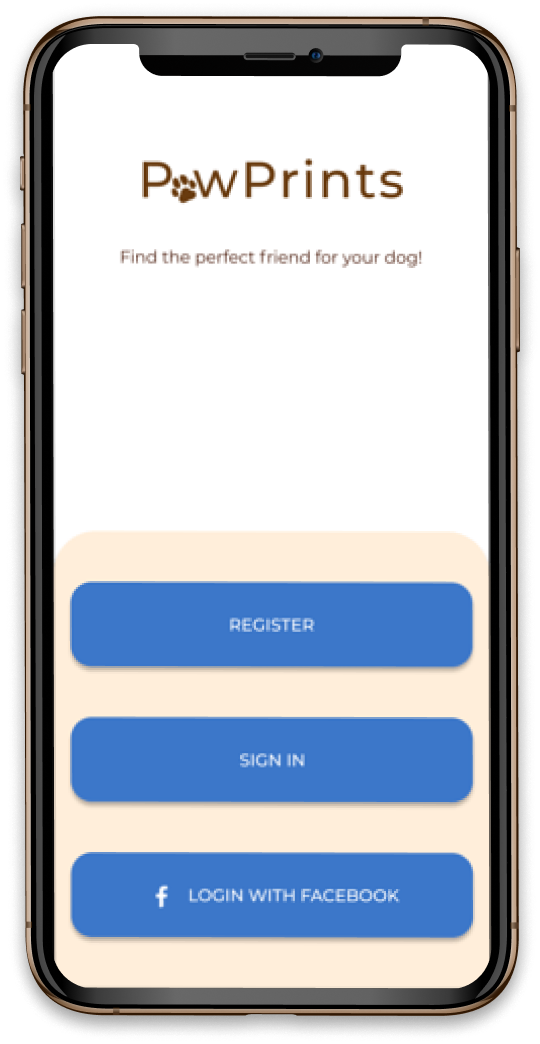 PawPrints
Find the perfect friend for your dog!
REGISTER
SIGN IN
f LOGIN WITH FACEBOOK